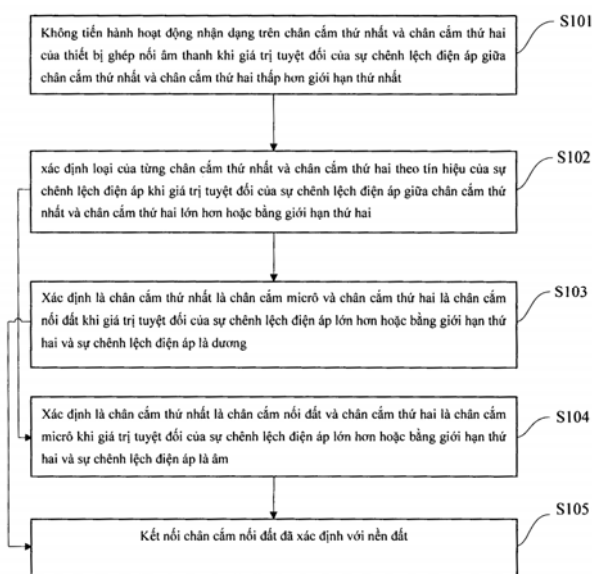 Không tiến hành hoạt động nhận dạng trên chân cắm thứ nhất và chân cắm thứ hai
của thiết bị ghép nối âm thanh khi giá trị tuyệt đối của sự chênh lệch điện áp giữa
chân cắm thứ nhất và chân cắm thứ hai thấp hơn giới hạn thứ nhất
S101
xác định loại của từng chân cắm thứ nhất và chân cắm thứ hai theo tín hiệu của sự
chênh lệch điện áp khi giá trị tuyệt đối của sự chênh lệch điện áp giữa chân cắm thứ
nhất và chân cắm thứ hai lớn hơn hoặc bằng giới hạn thứ hai
S102
Xác định là chân cắm thứ nhất là chân cắm micrô và chân cắm thứ hai là chân cắm
nối đất khi giá trị tuyệt đối của sự chênh lệch điện áp lớn hơn hoặc bằng giới hạn thứ
hai và sự chênh lệch điện áp là dương
S103
Xác định là chân cắm thứ nhất là chân cắm nối đất và chân cắm thứ hai là chân cắm
micrô khi giá trị tuyệt đối của sự chênh lệch điện áp lớn hơn hoặc bằng giới hạn thứ
hai và sự chênh lệch điện áp là âm
S104
Kết nối chân cắm nối đất đã xác định với nền đất
S105